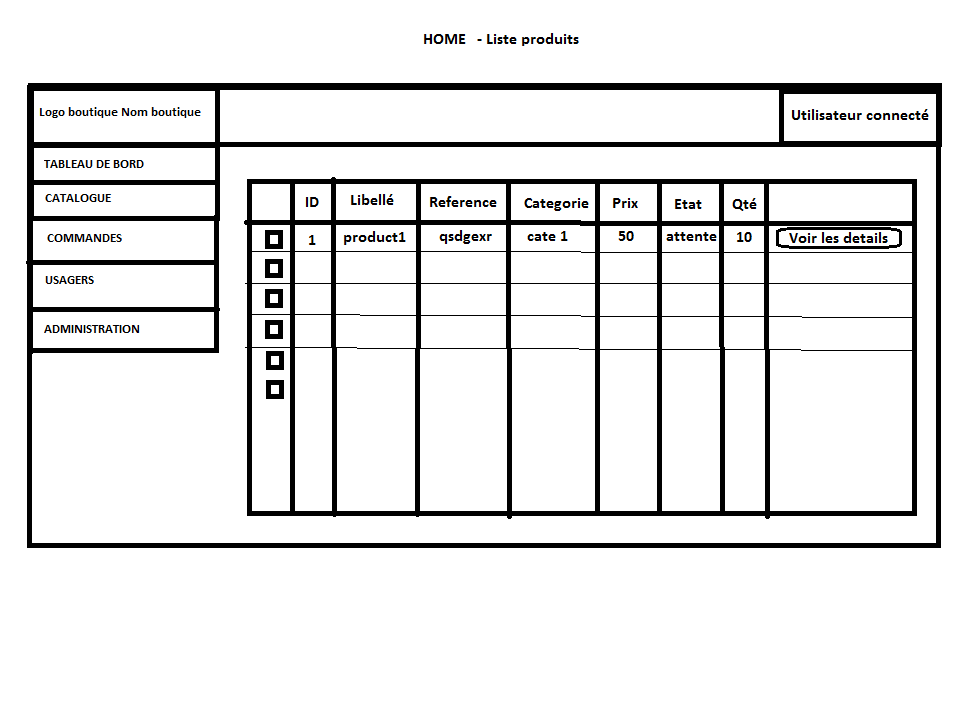 HOME - Liste produits
Logo boutique Nom boutique
Utilisateur connecté
TABLEAU DE BORD
CATALOGUE
COMMANDES
USAGERS
ADMINISTRATION
ID Libellé Reference Categorie Prix Etat Qté
1 product1 qsdgexr cate 1 50 attente 10 Voir les details